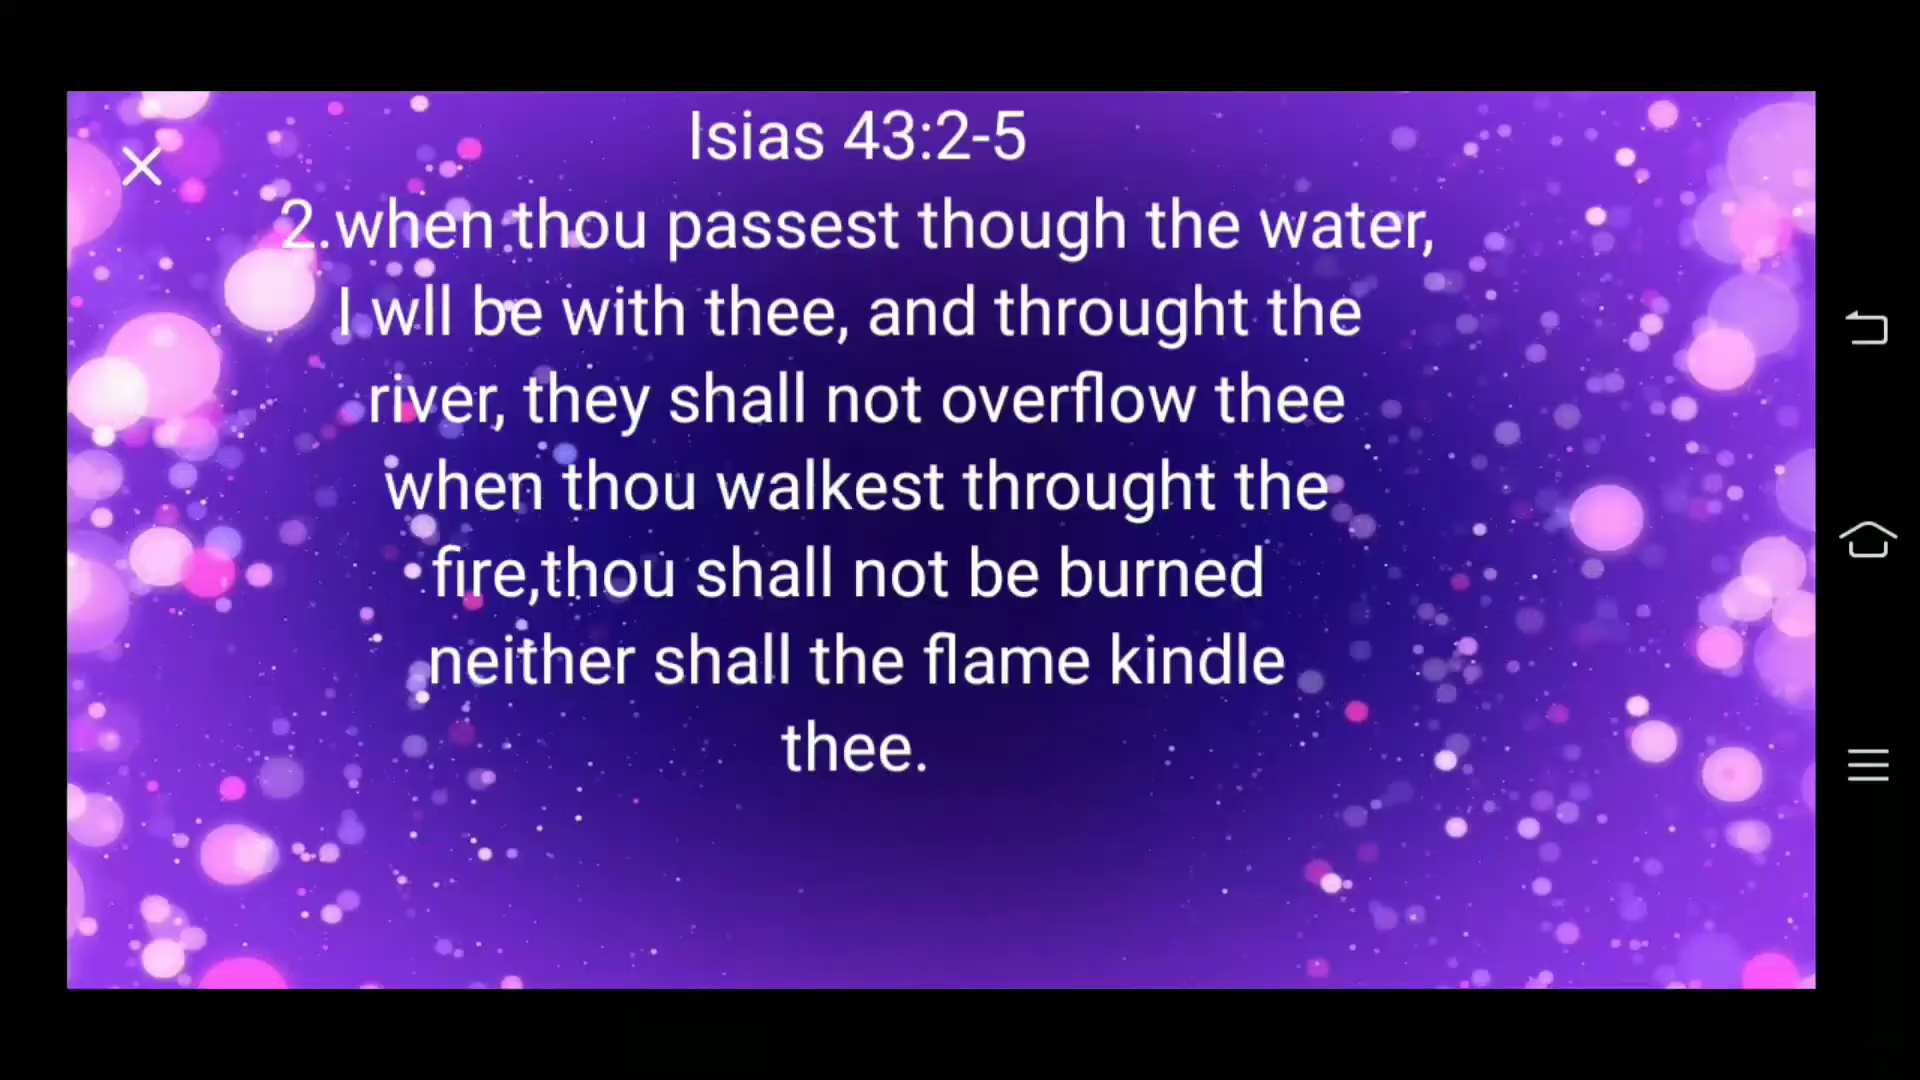 Isias 43:2-5
2.when thou passest though the water,
I wll be with thee, and throught the
river, they shall not overflow thee
when thou walkest throught the
fire,thou shall not be burned
neither shall the flame kindle
thee.